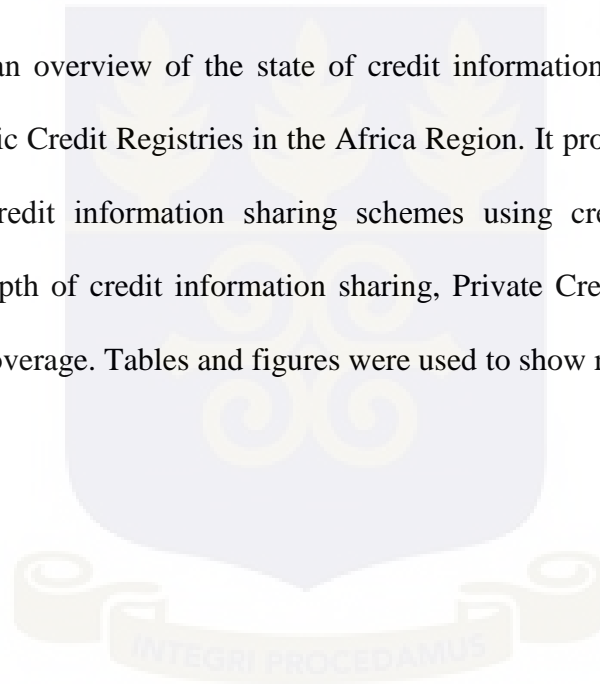 an overview of the state of credit information
ic Credit Registries in the Africa Region. It pro
redit information sharing schemes using cre
pth of credit information sharing, Private Cre
overage. Tables and figures were used to show
INTEGRI PROCEDAMUS